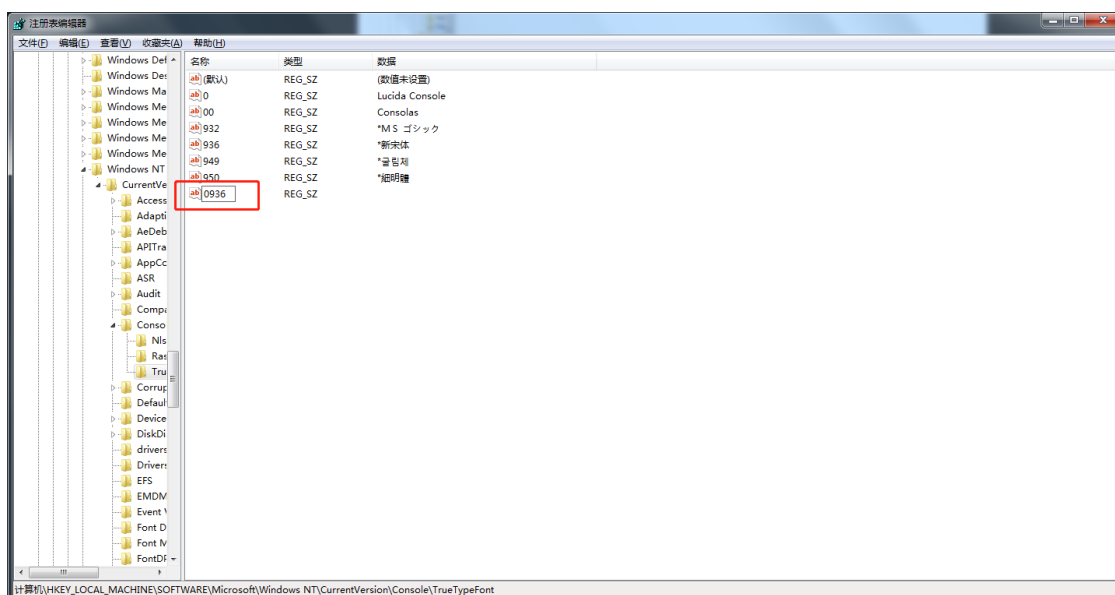 注册表编辑器
文件(F) 编辑(E) 查看(V) 收藏夹(A) 帮助(H)
Windows Def
Windows Des
Windows Ma
Windows Me
Windows Me
Windows Me
Windows Me
Windows NT
CurrentVe
Access
Adapti
AeDeb
APITra
AppCc
ASR
Audit
Compa
Conso
Nls
Ras
Tru
Corrup
Defaul
Device
DiskDi
drivers
Drivers
EFS
EMDM
Event
Font D
Font M
FontDF
名称 类型 数据
(默认) REG_SZ (数值未设置)
0 REG_SZ Lucida Console
00 REG_SZ Consolas
932 REG_SZ *ＭＳ ゴシック
936 REG_SZ *新宋体
949 REG_SZ *굴림체
950 REG_SZ *細明體
0936 REG_SZ
计算机\HKEY_LOCAL_MACHINE\SOFTWARE\Microsoft\Windows NT\CurrentVersion\Console\TrueTypeFont